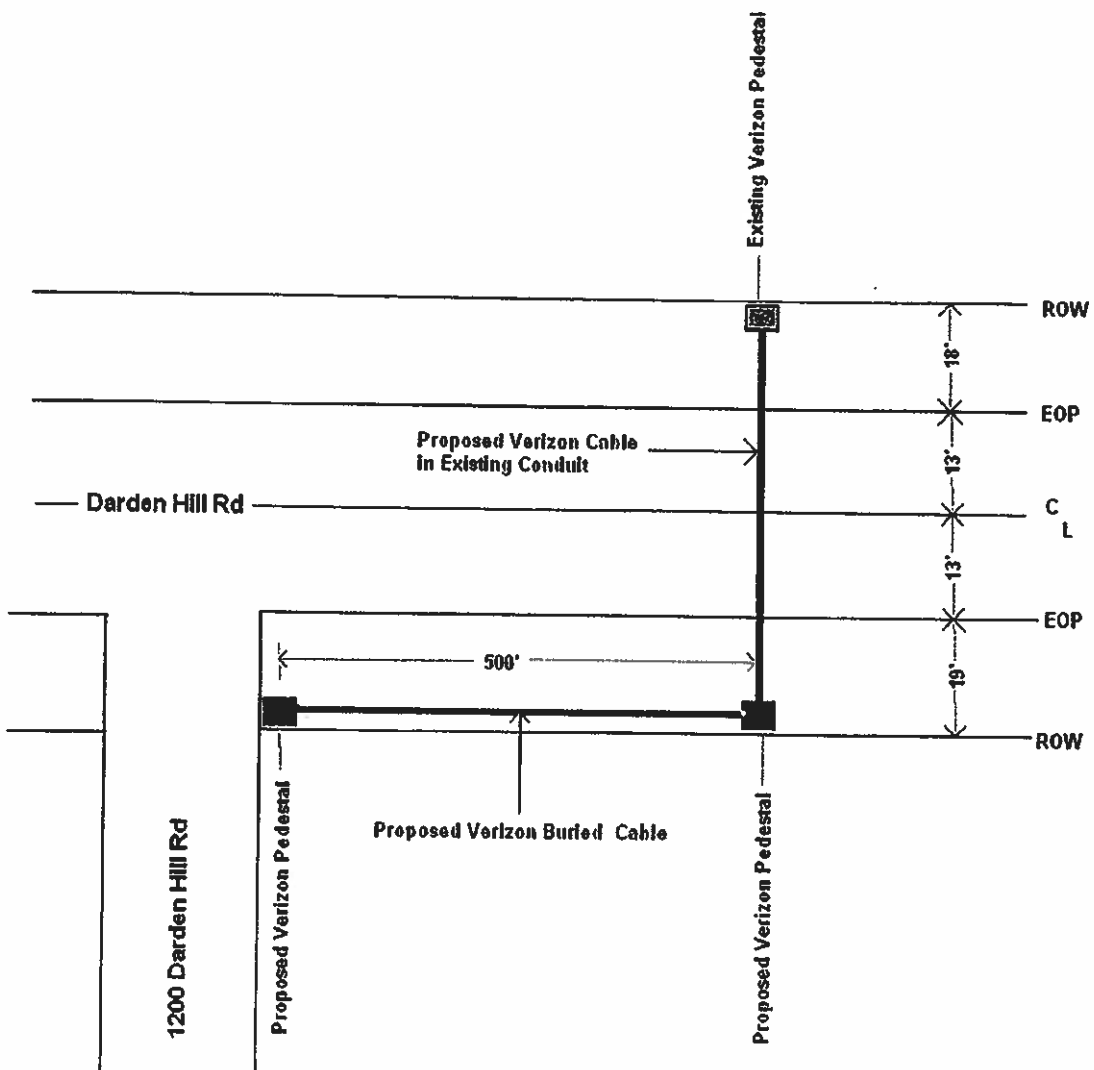 Existing Verizon Pedestal
ROW
18'
EOP
Proposed Verizon Cable
in Existing Conduit
13'
Darden Hill Rd
C
L
13'
EOP
500'
19'
ROW
Proposed Verizon Buried Cable
1200 Darden Hill Rd
Proposed Verizon Pedestal
Proposed Verizon Pedestal